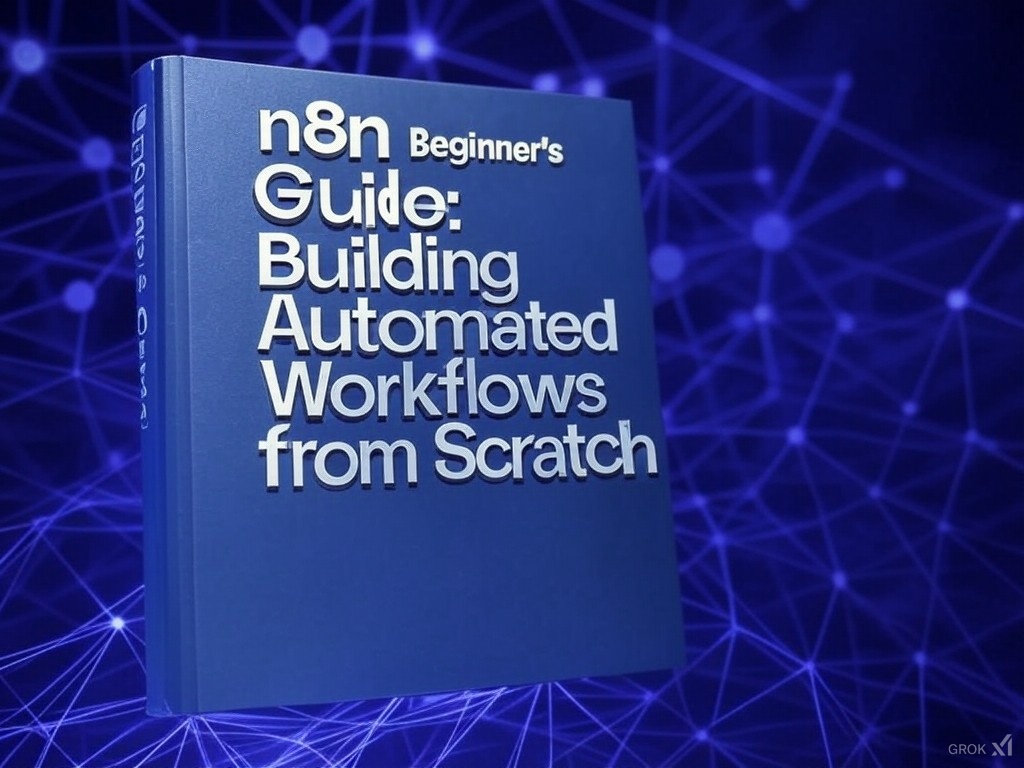 n8n Beginner's
Guide:
Building
Automated
Workflows
from Scratch
GROK